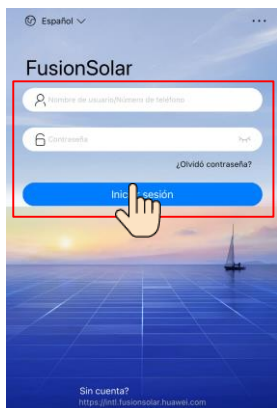 Español
FusionSolar
Nombre de usuario/Número de teléfono
Contraseña
¿Olvidó contraseña?
Iniciar sesión
Sin cuenta?
https://intl.fusionsolar.huawei.com